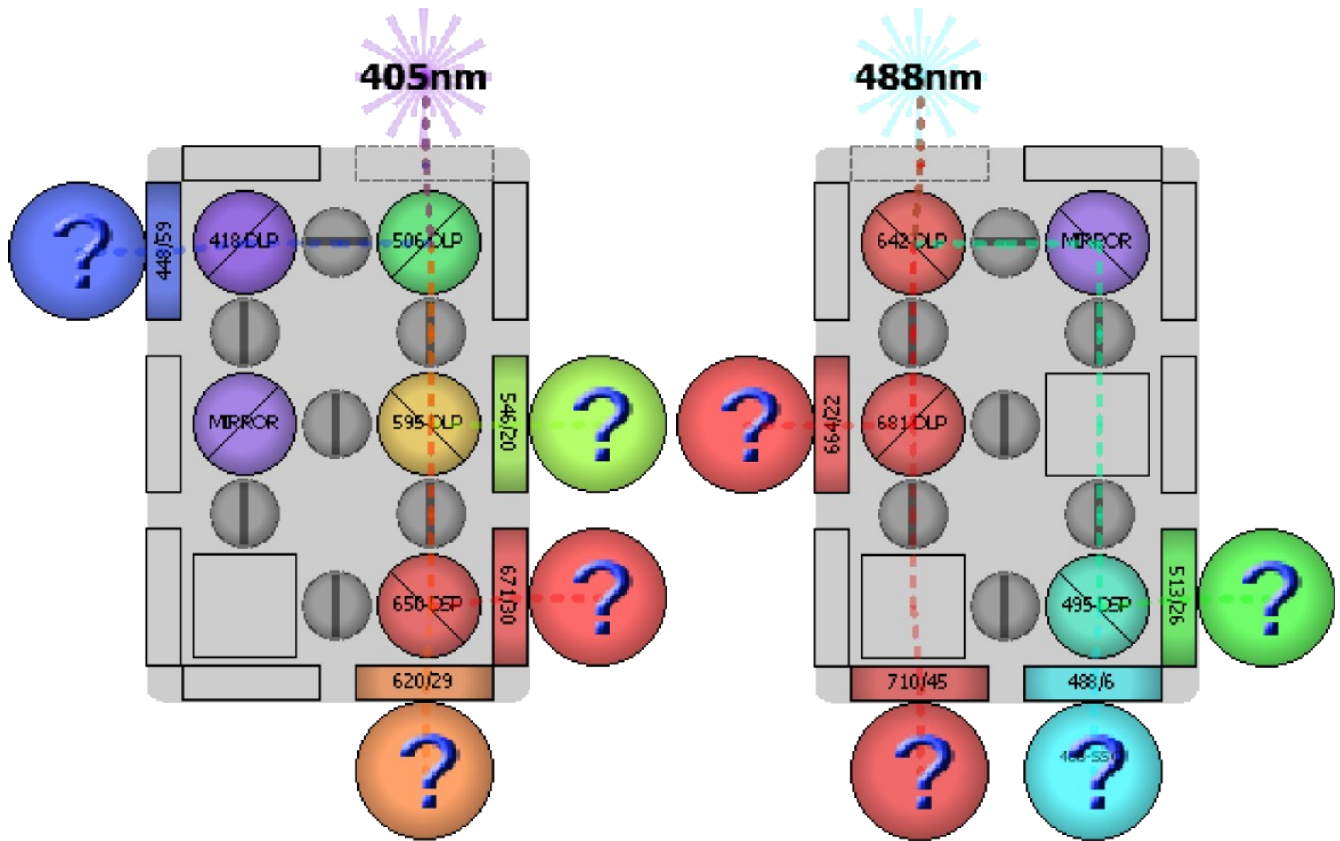 405nm
488nm
448/59
418-DLP
506-DLP
642-DLP
MIRROR
MIRROR
595-DLP
546/20
664/22
681-DLP
650-DSP
671/30
495-DSP
513/26
620/29
710/45
488/6
?
?
?
?
?
?
?
?